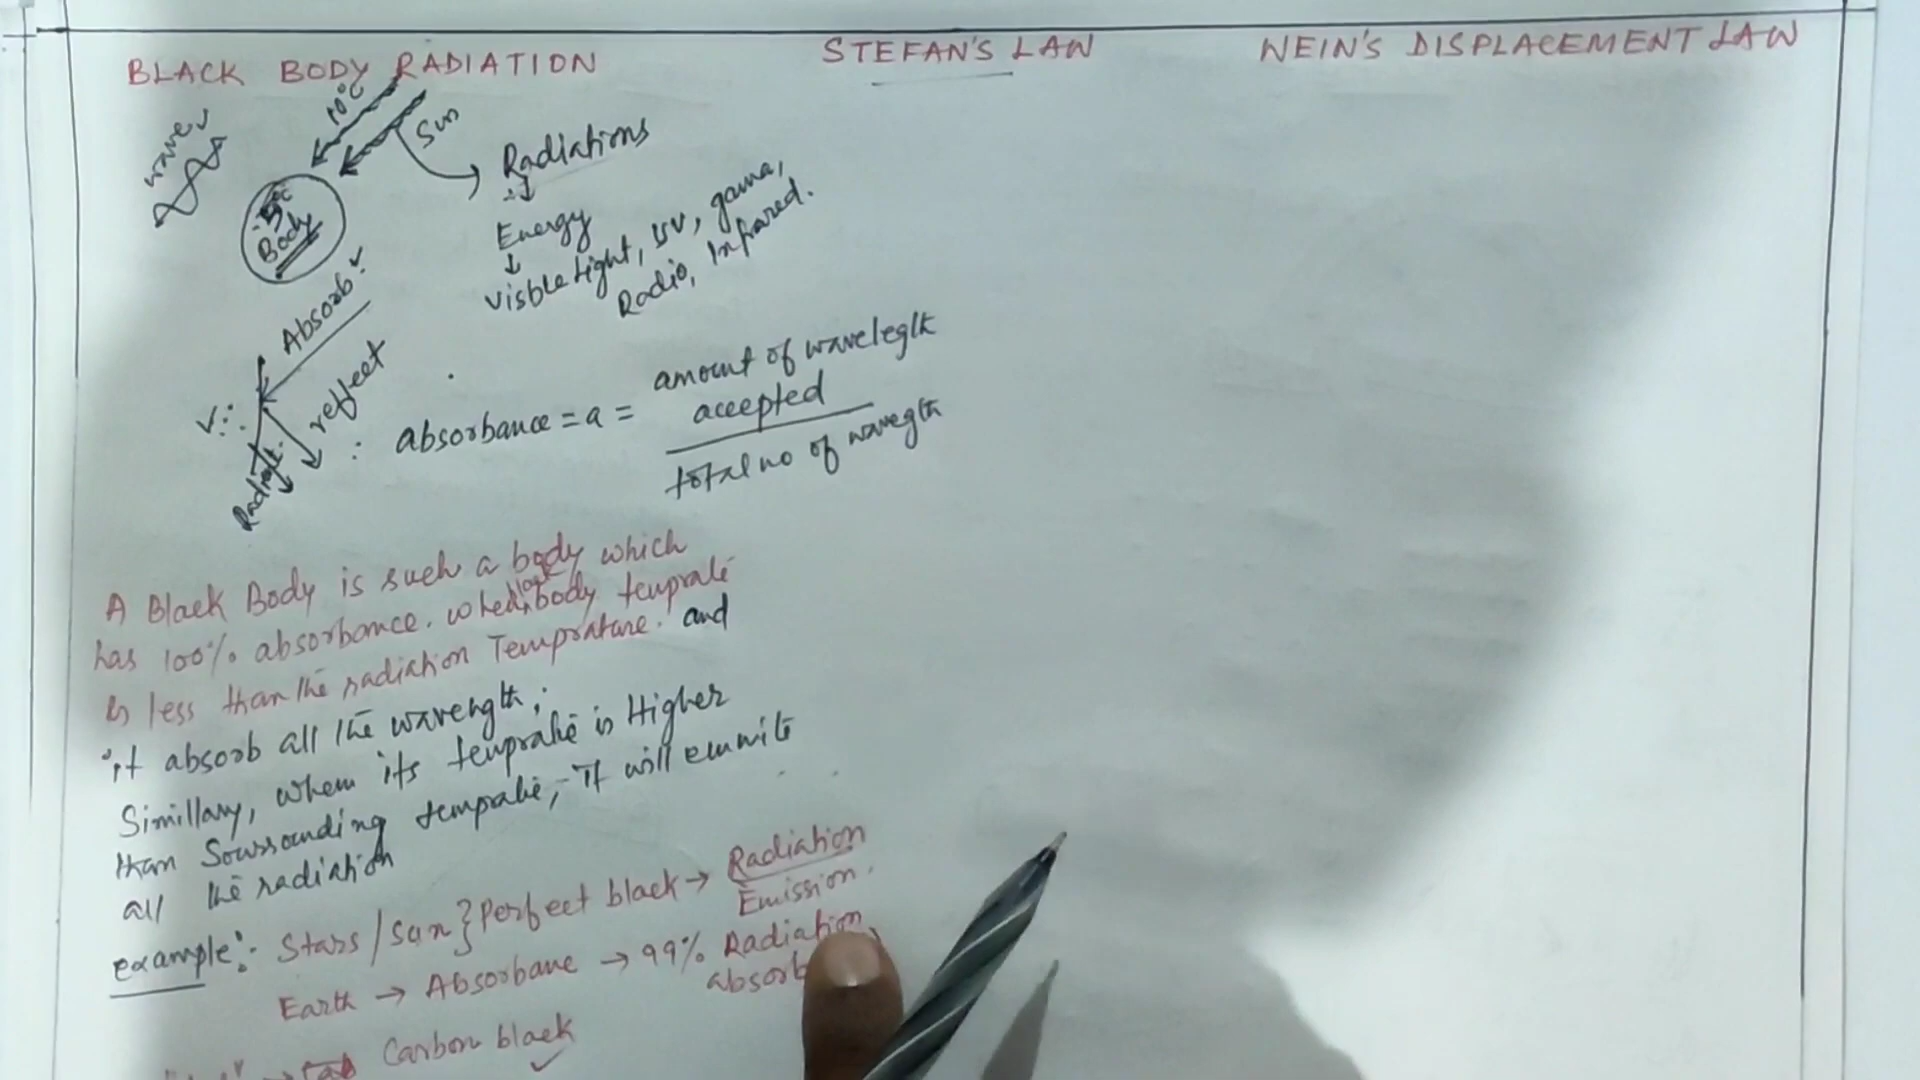 BLACK BODY RADIATION
STEFAN'S LAW
WEIN'S DISPLACEMENT LAW
wave
10°C
Sun
Body
Radiations
Energy
Visble Light, UV, gama,
Radio, Infrared.
Absorb
reflect
absorbance = a =
amount of wavelegth
accepted
total no of wavegth
A Black Body is such a body which
has 100% absorbance. when black body temprate
is less than the radiation Temprature. and
it absorb all the wavength;
Simillary, when its temprate is Higher
than Sourrounding temprate, it will emmite
all the radiation
example:- Stars/Sun } Perfect black → Radiation
Emission.
Earth → Absorbane → 99% Radiation
absorb
Carbon black